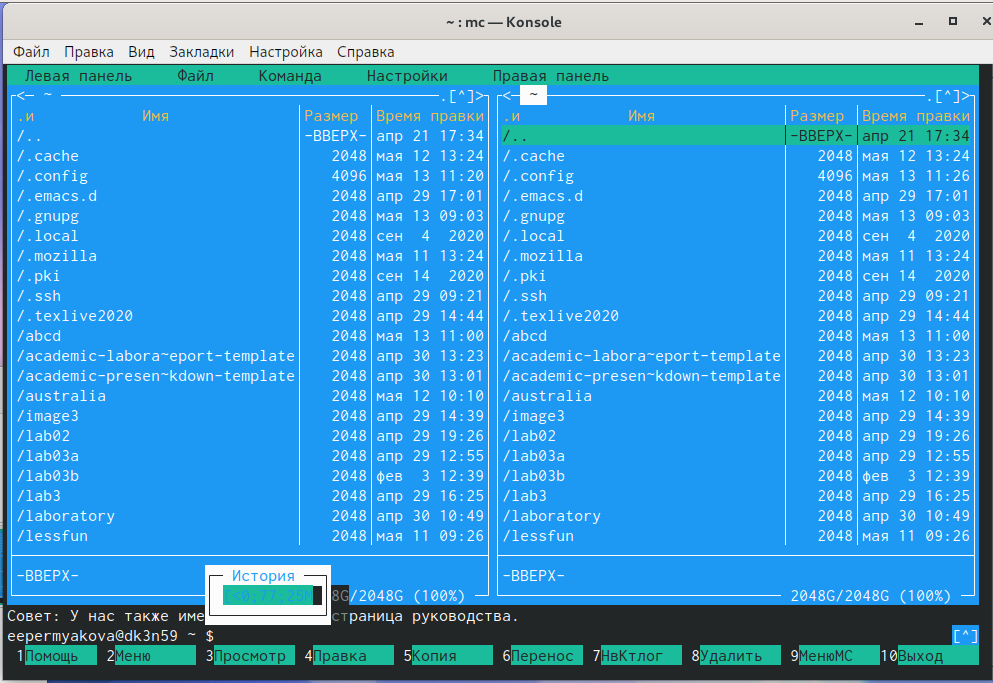 ~ : mc — Konsole
Файл Правка Вид Закладки Настройка Справка
Левая панель Файл Команда Настройки Правая панель
<— ~ .[^]> <— ~ .[^]>
.и Имя Размер Время правки .и Имя Размер Время правки
/.. -ВВЕРХ- апр 21 17:34 /.. -ВВЕРХ- апр 21 17:34
/.cache 2048 мая 12 13:24 /.cache 2048 мая 12 13:24
/.config 4096 мая 13 11:20 /.config 4096 мая 13 11:26
/.emacs.d 2048 апр 29 17:01 /.emacs.d 2048 апр 29 17:01
/.gnupg 2048 мая 13 09:03 /.gnupg 2048 мая 13 09:03
/.local 2048 сен 4 2020 /.local 2048 сен 4 2020
/.mozilla 2048 мая 11 13:24 /.mozilla 2048 мая 11 13:24
/.pki 2048 сен 14 2020 /.pki 2048 сен 14 2020
/.ssh 2048 апр 29 09:21 /.ssh 2048 апр 29 09:21
/.texlive2020 2048 апр 29 14:44 /.texlive2020 2048 апр 29 14:44
/abcd 2048 мая 13 11:00 /abcd 2048 мая 13 11:00
/academic-labora~eport-template 2048 апр 30 13:23 /academic-labora~eport-template 2048 апр 30 13:23
/academic-presen~kdown-template 2048 апр 30 13:01 /academic-presen~kdown-template 2048 апр 30 13:01
/australia 2048 мая 12 10:10 /australia 2048 мая 12 10:10
/image3 2048 апр 29 14:39 /image3 2048 апр 29 14:39
/lab02 2048 апр 29 19:26 /lab02 2048 апр 29 19:26
/lab03a 2048 апр 29 12:55 /lab03a 2048 апр 29 12:55
/lab03b 2048 фев 3 12:39 /lab03b 2048 фев 3 12:39
/lab3 2048 апр 29 16:25 /lab3 2048 апр 29 16:25
/laboratory 2048 апр 30 10:49 /laboratory 2048 апр 30 10:49
/lessfun 2048 мая 11 09:26 /lessfun 2048 мая 11 09:26
-ВВЕРХ- -ВВЕРХ-
История
8G/2048G (100%) 2048G/2048G (100%)
Совет: У нас также име страница руководства.
eepermyakova@dk3n59 ~ $ [^]
1Помощь 2Меню 3Просмотр 4Правка 5Копия 6Перенос 7НвКтлог 8Удалить 9МенюMC 10Выход